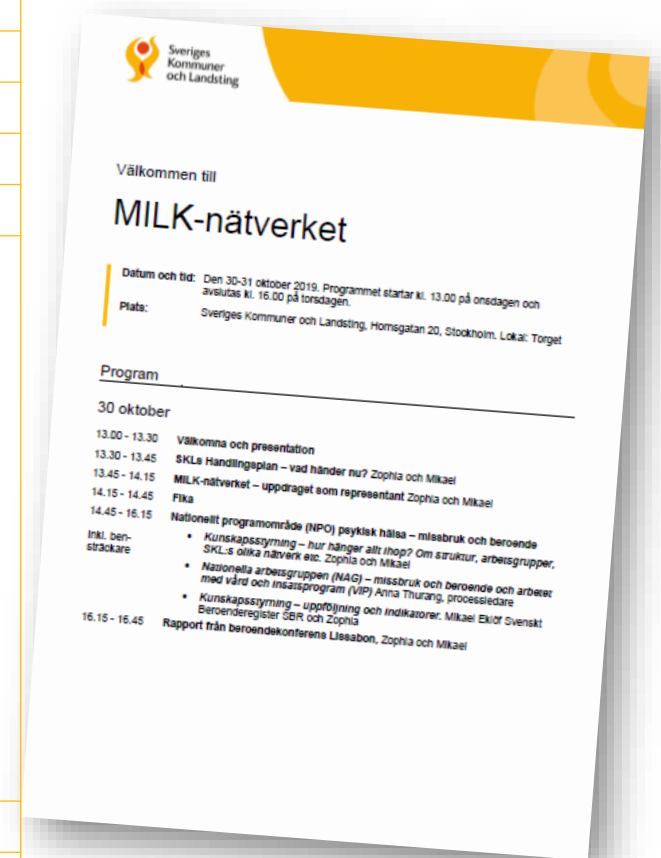 Sveriges
Kommuner
och Landsting
Välkommen till
MILK-nätverket
Datum och tid: Den 30-31 oktober 2019. Programmet startar kl. 13.00 på onsdagen och
avslutas kl. 16.00 på torsdagen.
Plats: Sveriges Kommuner och Landsting, Hornsgatan 20, Stockholm. Lokal: Torget
Program
30 oktober
13.00 - 13.30 Välkomna och presentation
13.30 - 13.45 SKLs Handlingsplan – vad händer nu? Zophia och Mikael
13.45 - 14.15 MILK-nätverket – uppdraget som representant Zophia och Mikael
14.15 - 14.45 Fika
14.45 - 16.15 Nationellt programområde (NPO) psykisk hälsa – missbruk och beroende
Inkl. ben-
sträckare
• Kunskapsstyrning – hur hänger allt ihop? Om struktur, arbetsgrupper,
SKL:s olika nätverk etc. Zophia och Mikael
• Nationella arbetsgruppen (NAG) – missbruk och beroende och arbetet
med vård och insatsprogram (VIP) Anna Thurang, processledare
• Kunskapsstyrning – uppföljning och indikatorer. Mikael Eklöf Svenskt
Beroenderegister SBR och Zophia
16.15 - 16.45 Rapport från beroendekonferens Lissabon, Zophia och Mikael